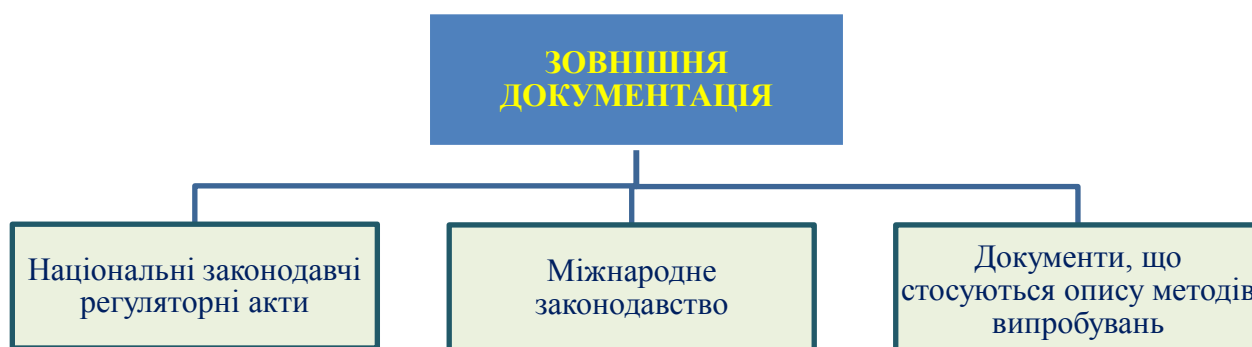 ЗОВНІШНЯ
ДОКУМЕНТАЦІЯ
Національні законодавчі
регуляторні акти
Міжнародне
законодавство
Документи, що
стосуються опису методів
випробувань